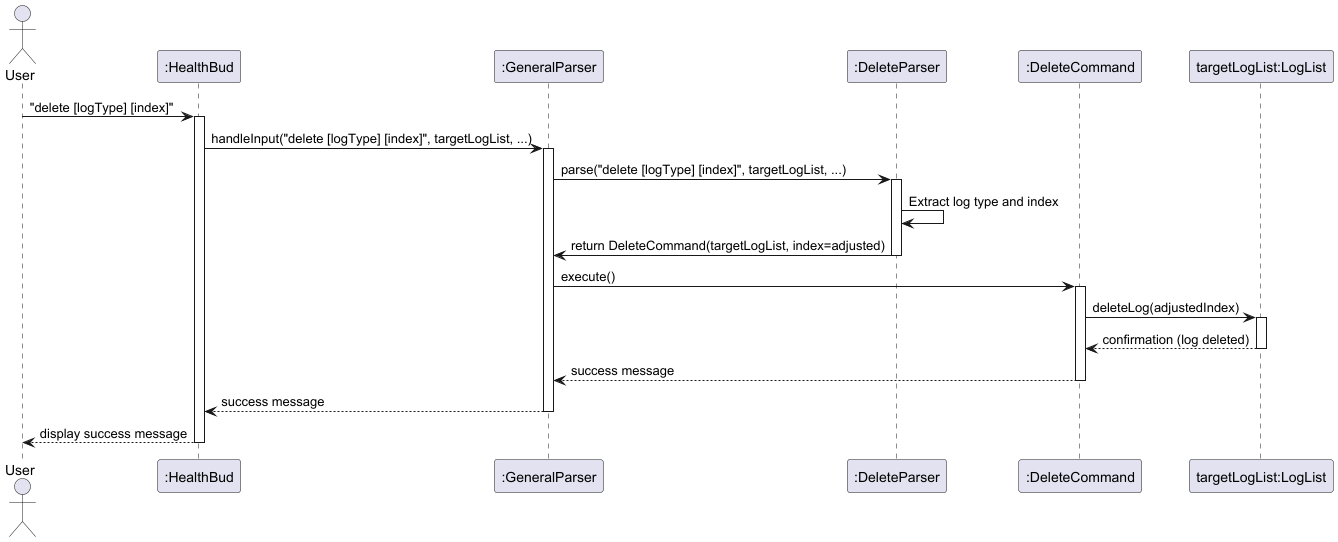 User
:HealthBud
:GeneralParser
:DeleteParser
:DeleteCommand
targetLogList:LogList
"delete [logType] [index]"
handleInput("delete [logType] [index]", targetLogList, ...)
parse("delete [logType] [index]", targetLogList, ...)
Extract log type and index
return DeleteCommand(targetLogList, index=adjusted)
execute()
deleteLog(adjustedIndex)
confirmation (log deleted)
success message
success message
display success message
User
:HealthBud
:GeneralParser
:DeleteParser
:DeleteCommand
targetLogList:LogList